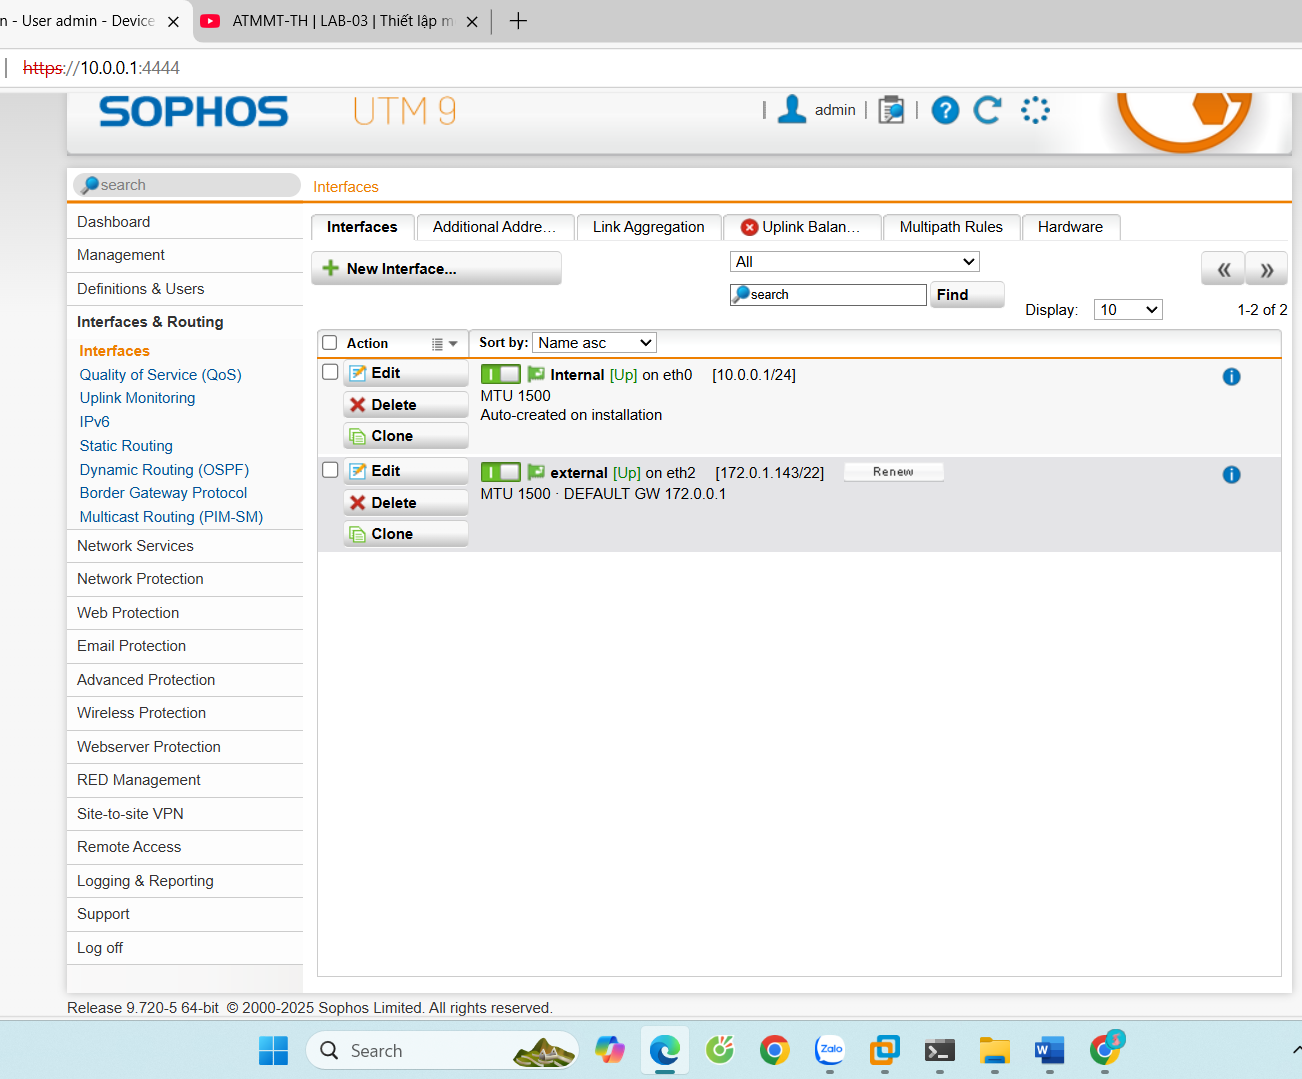 n - User admin - Device
ATMMT-TH | LAB-03 | Thiết lập m
https://10.0.0.1:4444
SOPHOS UTM 9
| admin | |
search
Interfaces
Dashboard
Management
Definitions & Users
Interfaces & Routing
Interfaces
Quality of Service (QoS)
Uplink Monitoring
IPv6
Static Routing
Dynamic Routing (OSPF)
Border Gateway Protocol
Multicast Routing (PIM-SM)
Network Services
Network Protection
Web Protection
Email Protection
Advanced Protection
Wireless Protection
Webserver Protection
RED Management
Site-to-site VPN
Remote Access
Logging & Reporting
Support
Log off
Interfaces Additional Addre... Link Aggregation Uplink Balan... Multipath Rules Hardware
New Interface...
All
search Find
Display: 10 1-2 of 2
Action Sort by: Name asc
Edit Internal [Up] on eth0 [10.0.0.1/24]
MTU 1500
Delete
Auto-created on installation
Clone
Edit external [Up] on eth2 [172.0.1.143/22] Renew
MTU 1500 · DEFAULT GW 172.0.0.1
Delete
Clone
Release 9.720-5 64-bit © 2000-2025 Sophos Limited. All rights reserved.
Search
Zalo